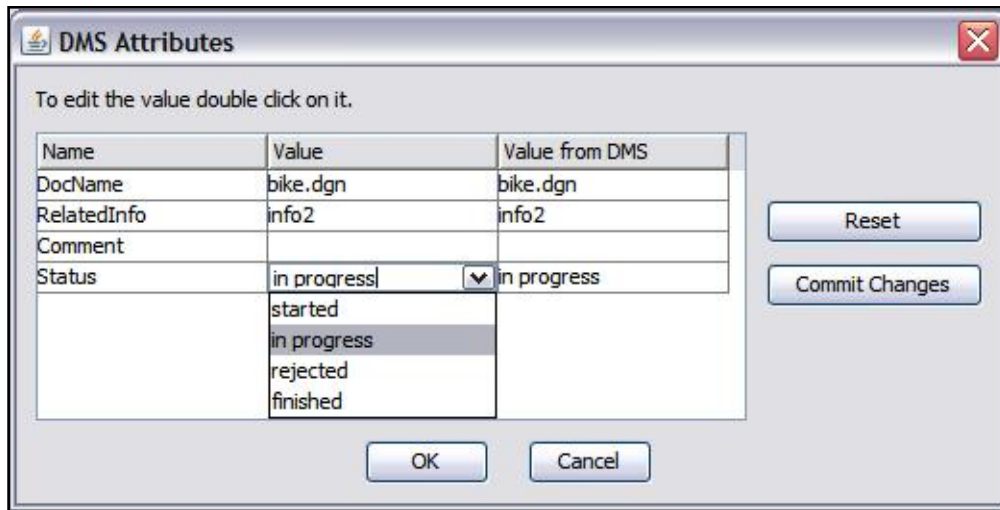 DMS Attributes
To edit the value double click on it.
Name Value Value from DMS
DocName bike.dgn bike.dgn
RelatedInfo info2 info2
Reset
Comment
Status in progress in progress
Commit Changes
started
in progress
rejected
finished
OK Cancel